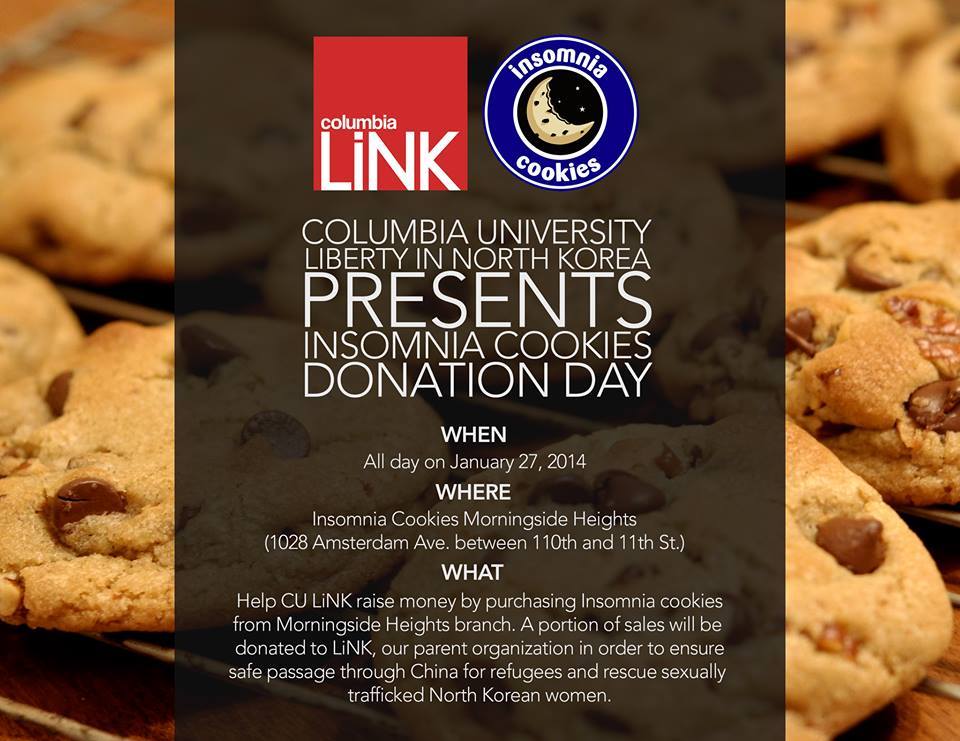 columbia
LiNK
insomnia
cookies
COLUMBIA UNIVERSITY
LIBERTY IN NORTH KOREA
PRESENTS
INSOMNIA COOKIES
DONATION DAY
WHEN
All day on January 27, 2014
WHERE
Insomnia Cookies Morningside Heights
(1028 Amsterdam Ave. between 110th and 11th St.)
WHAT
Help CU LiNK raise money by purchasing Insomnia cookies
from Morningside Heights branch. A portion of sales will be
donated to LiNK, our parent organization in order to ensure
safe passage through China for refugees and rescue sexually
trafficked North Korean women.